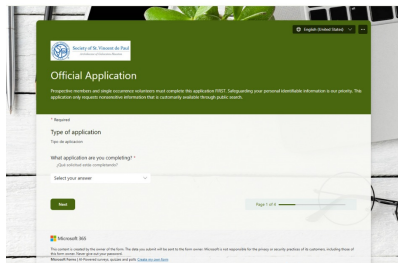 English (United States)
Society of St. Vincent de Paul
Official Application
Prospective members and single occurrence volunteers must complete this application FIRST. Safeguarding your personal identifiable information is our priority. This
application only requests nonsensitive information that is customarily available through public search.
* Required
Type of application
Tipo de aplicacion
What application are you completing? *
¿Qué solicitud estás completando?
Select your answer
Next
Page 1 of 6
Microsoft 365
This content is created by the owner of the form. The data you submit will be sent to the form owner. Microsoft is not responsible for the privacy or security practices of its customers, including those of
this form owner. Never give out your password.
Microsoft Forms | AI-Powered surveys, quizzes and polls Create my own form